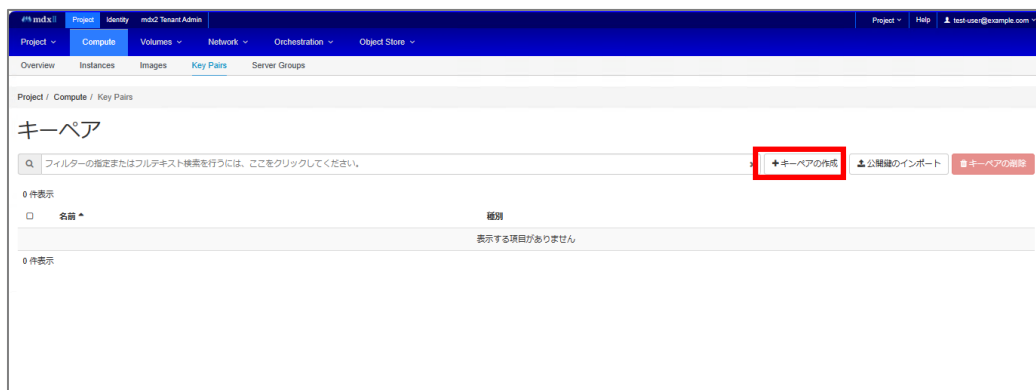 mdx II Project Identity mdx2 Tenant Admin Project Help test-user@example.com
Project Compute Volumes Network Orchestration Object Store
Overview Instances Images Key Pairs Server Groups
Project / Compute / Key Pairs
キーペア
フィルターの指定またはフルテキスト検索を行うには、ここをクリックしてください。 × +キーペアの作成 公開鍵のインポート キーペアの削除
0 件表示
名前 種別
表示する項目がありません
0 件表示